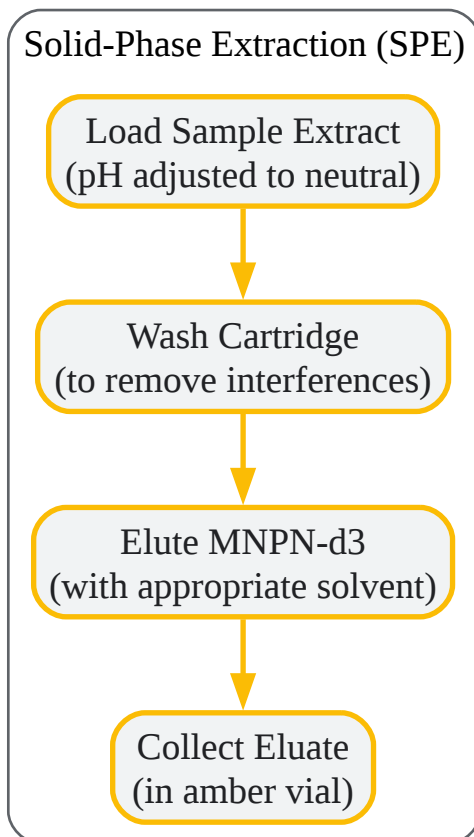 Solid-Phase Extraction (SPE)
Load Sample Extract
(pH adjusted to neutral)
Wash Cartridge
(to remove interferences)
Elute MNPN-d3
(with appropriate solvent)
Collect Eluate
(in amber vial)